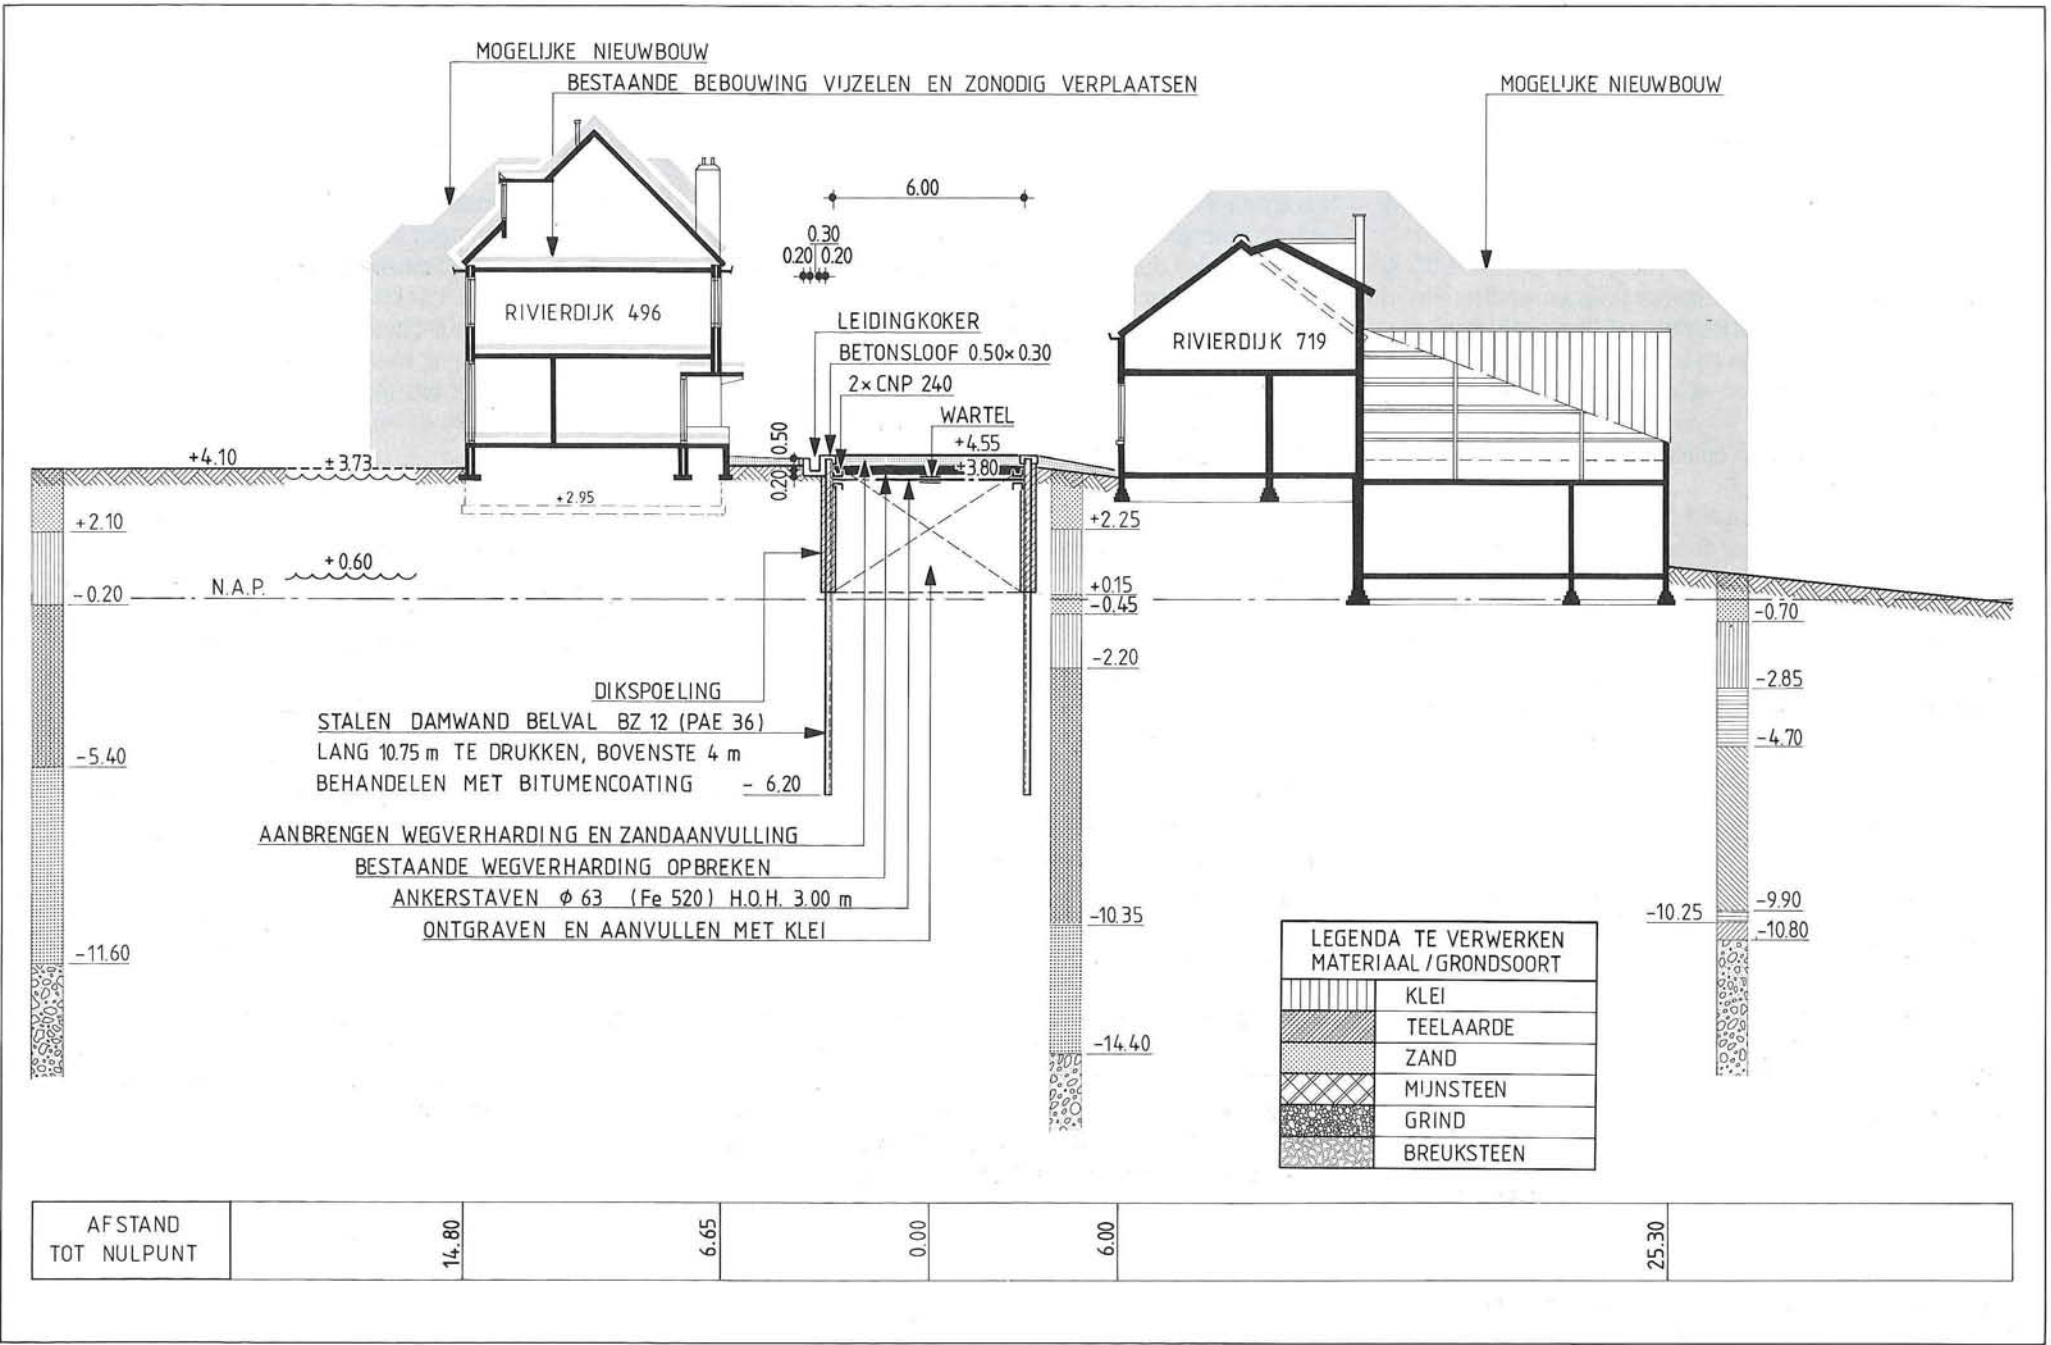 MOGELIJKE NIEUWBOUW
BESTAANDE BEBOUWING VIJZELEN EN ZONODIG VERPLAATSEN
MOGELIJKE NIEUWBOUW
6.00
0.30
0.20 0.20
RIVIERDIJK 496
LEIDINGKOKER
BETONSLOOF 0.50×0.30
2×CNP 240
WARTEL
RIVIERDIJK 719
0.50
0.20
+4.55
+3.80
+4.10
+3.73
+2.95
+2.10
+2.25
+0.60
N.A.P.
-0.20
+0.15
-0.45
-0.70
-2.20
-2.85
DIKSPOELING
STALEN DAMWAND BELVAL BZ 12 (PAE 36)
LANG 10.75 m TE DRUKKEN, BOVENSTE 4 m
BEHANDELEN MET BITUMENCOATING
- 6.20
-4.70
-5.40
AANBRENGEN WEGVERHARDING EN ZANDAANVULLING
BESTAANDE WEGVERHARDING OPBREKEN
ANKERSTAVEN ϕ 63 (Fe 520) H.O.H. 3.00 m
ONTGRAVEN EN AANVULLEN MET KLEI
-9.90
-10.25
-10.35
-10.80
-11.60
-14.40
LEGENDA TE VERWERKEN
MATERIAAL / GRONDSOORT
KLEI
TEELAARDE
ZAND
MIJNSTEEN
GRIND
BREUKSTEEN
AFSTAND
TOT NULPUNT
14.80
6.65
0.00
6.00
25.30